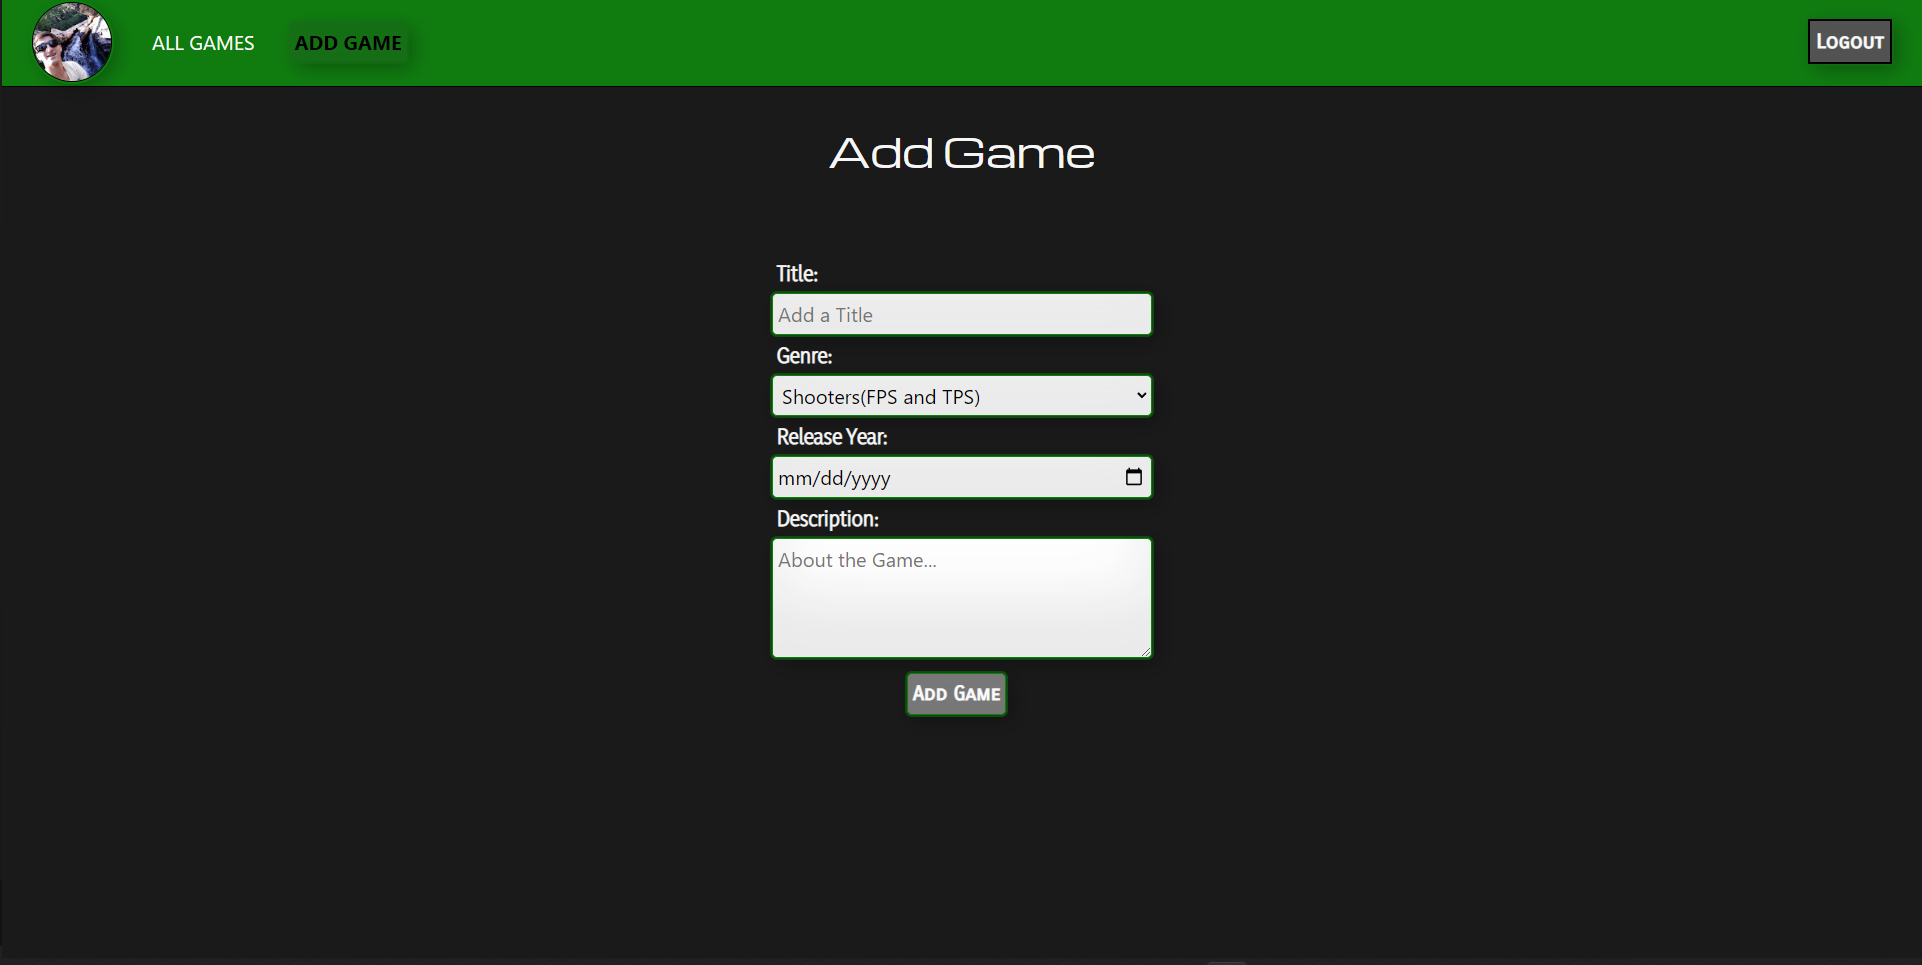 ALL GAMES
ADD GAME
Logout
Add Game
Title:
Add a Title
Genre:
Shooters(FPS and TPS)
Release Year:
mm/dd/yyyy
Description:
About the Game...
Add Game